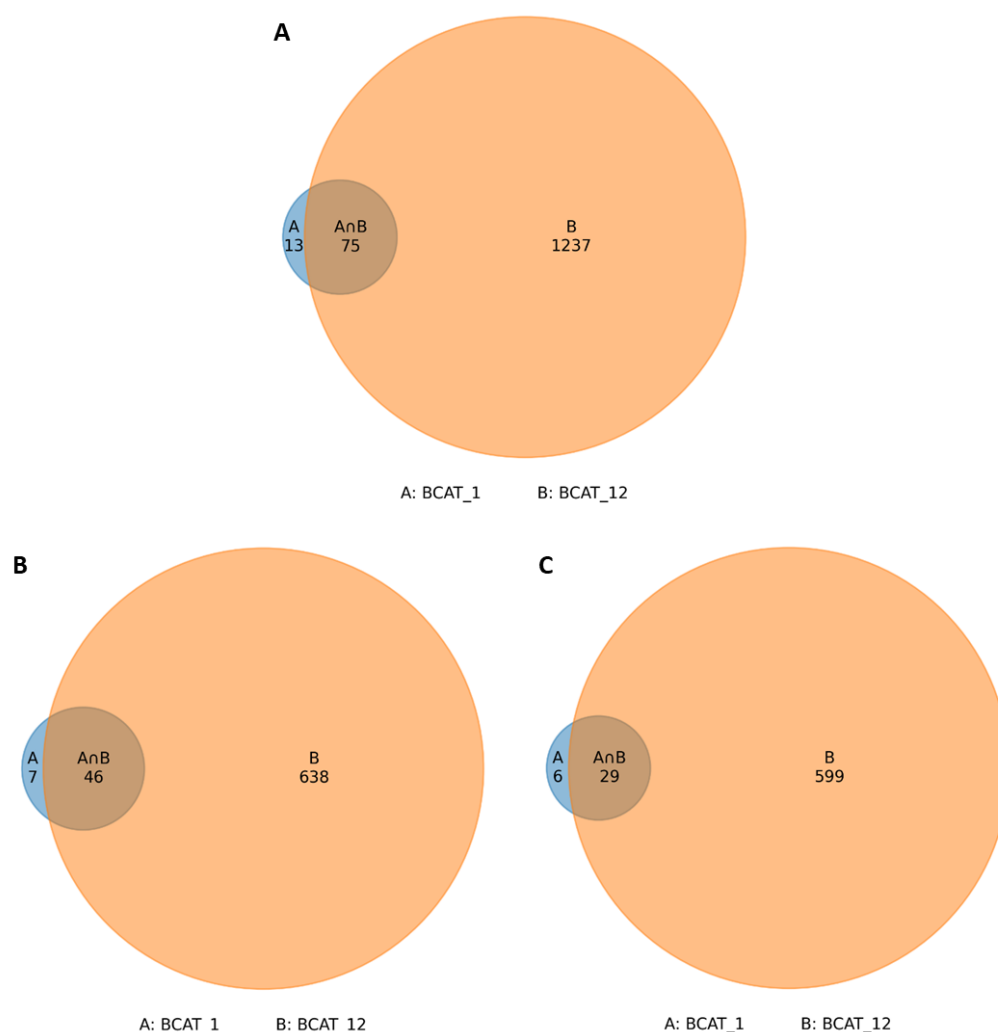 A
A
13
A∩B
75
B
1237
A: BCAT_1 B: BCAT_12
B
A
7
A∩B
46
B
638
A: BCAT_1 B: BCAT_12
C
A
6
A∩B
29
B
599
A: BCAT_1 B: BCAT_12